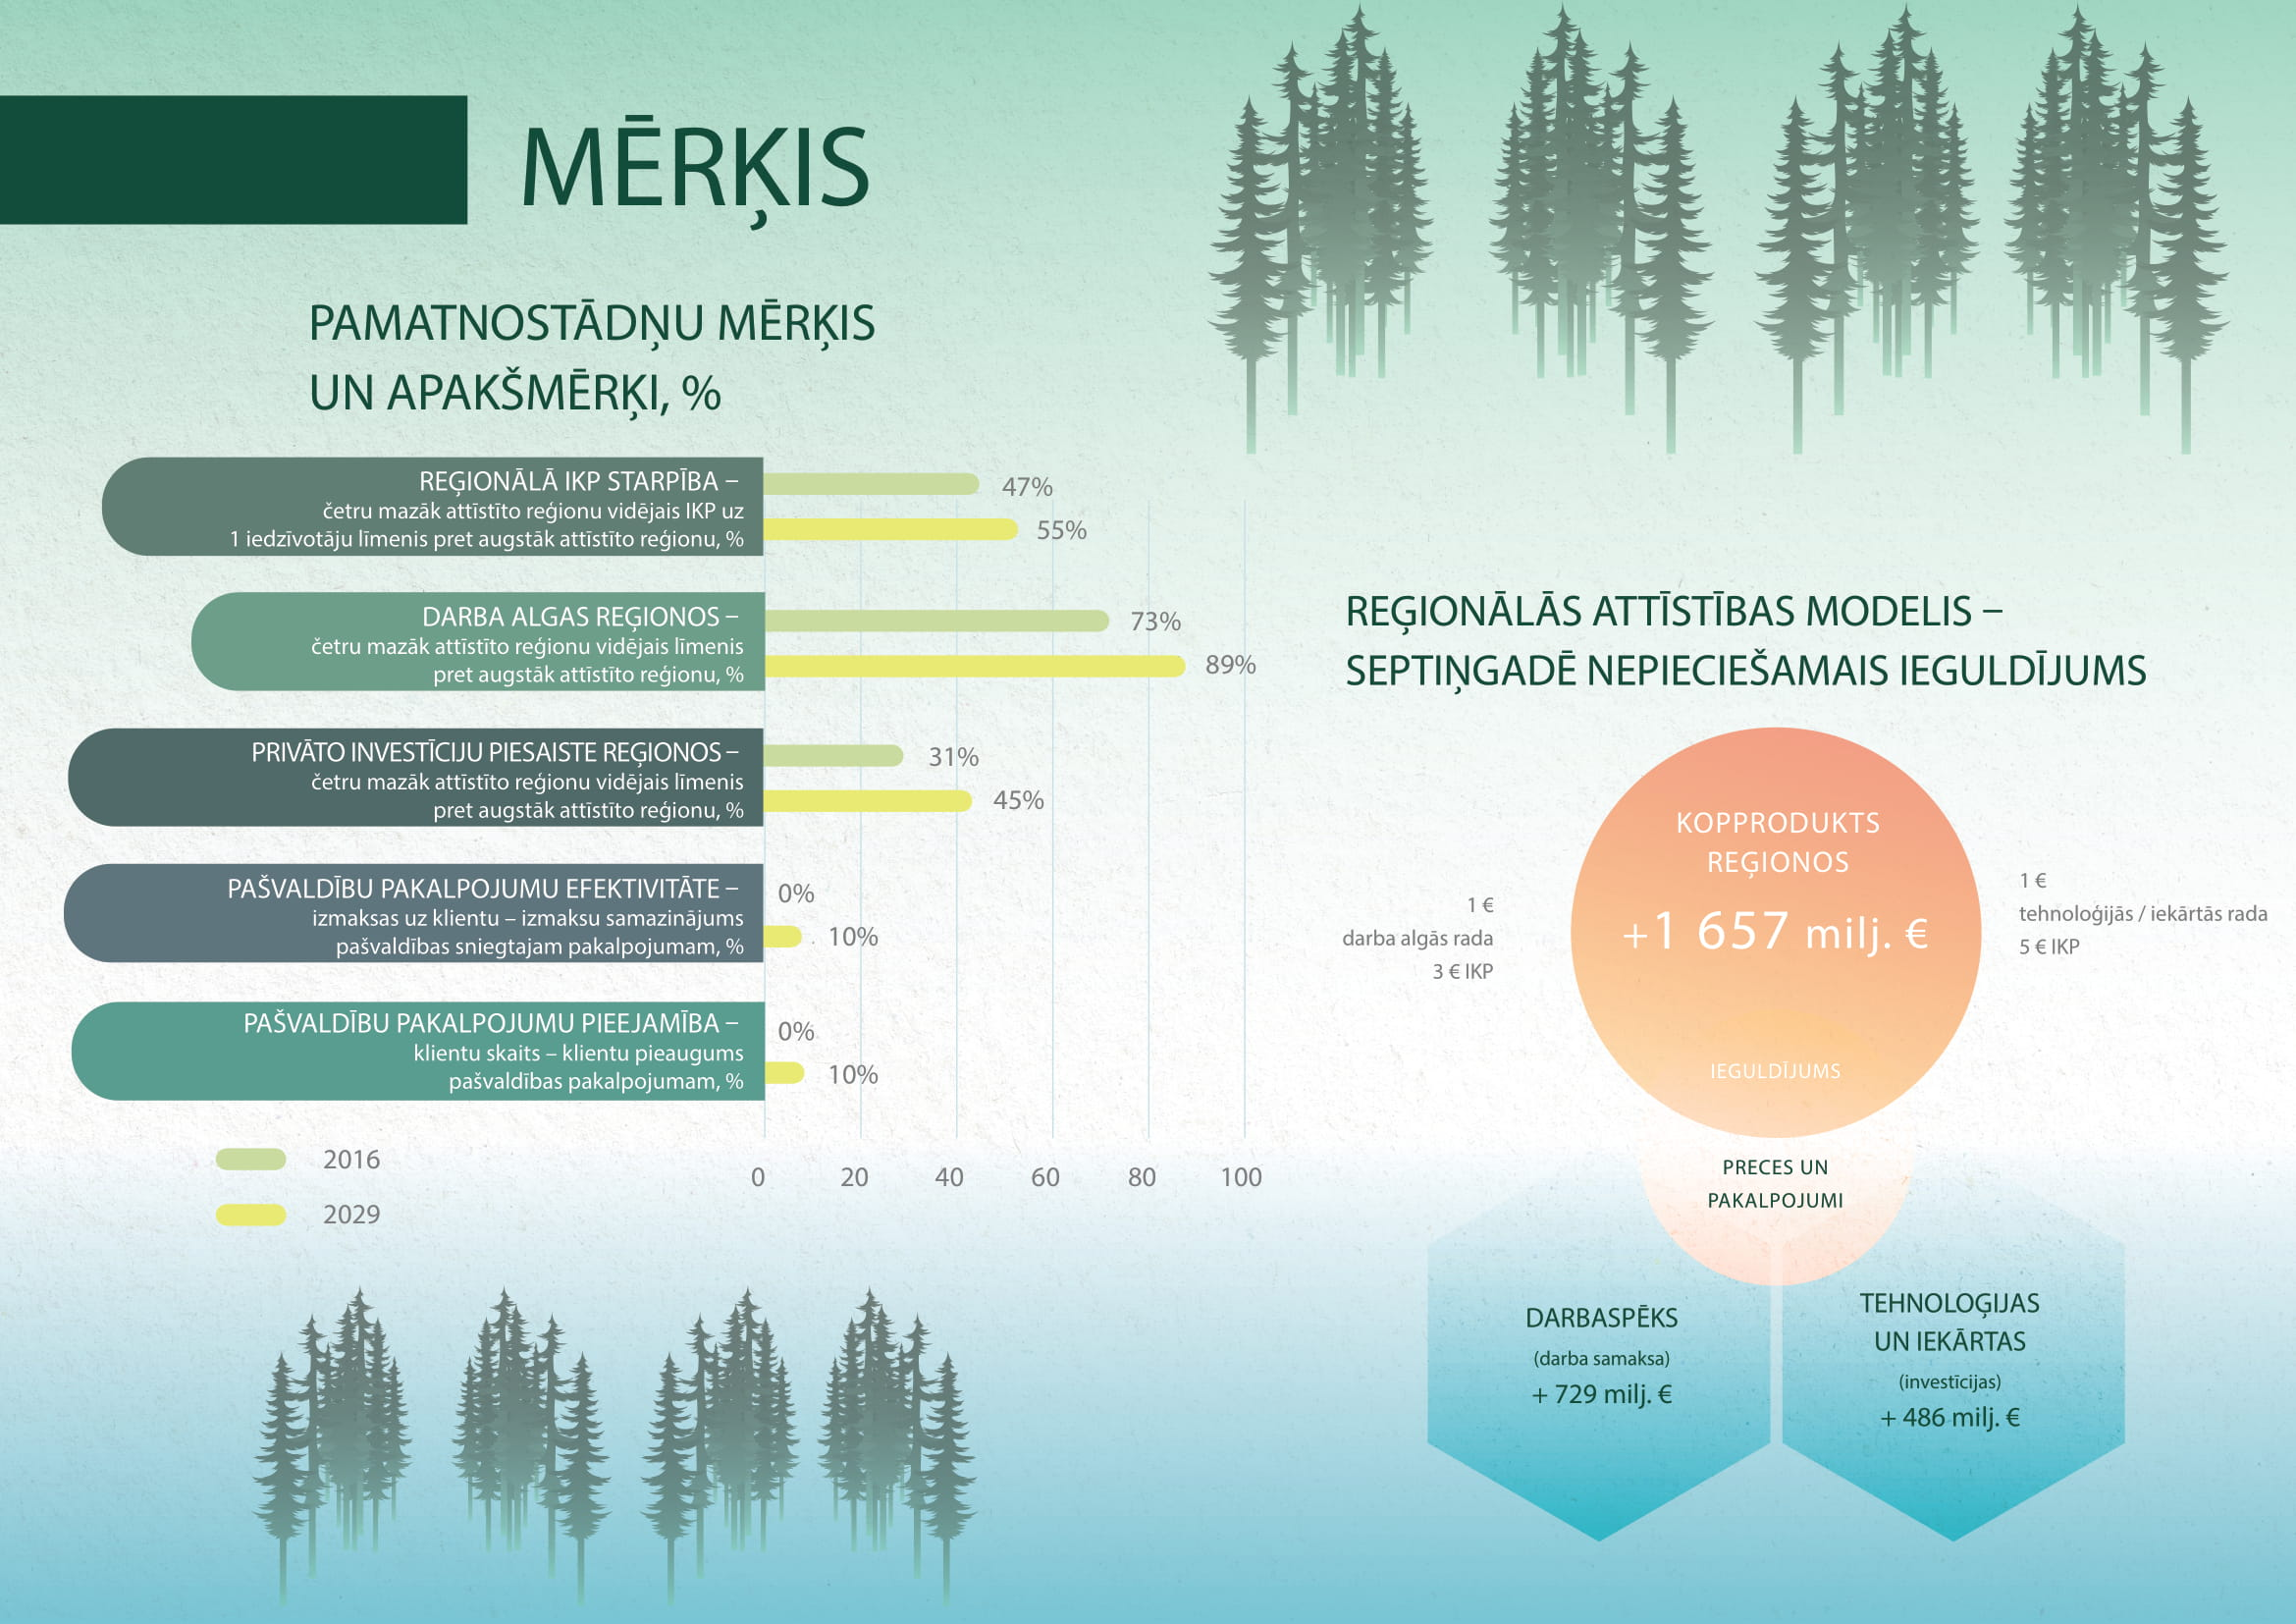 MĒRĶIS
PAMATNOSTĀDŅU MĒRĶIS
UN APAKŠMĒRĶI, %
REĢIONĀLĀ IKP STARPĪBA –
četru mazāk attīstīto reģionu vidējais IKP uz
1 iedzīvotāju līmenis pret augstāk attīstīto reģionu, %
47%
55%
DARBA ALGAS REĢIONOS –
četru mazāk attīstīto reģionu vidējais līmenis
pret augstāk attīstīto reģionu, %
73%
89%
PRIVĀTO INVESTĪCIJU PIESAISTE REĢIONOS –
četru mazāk attīstīto reģionu vidējais līmenis
pret augstāk attīstīto reģionu, %
31%
45%
PAŠVALDĪBU PAKALPOJUMU EFEKTIVITĀTE –
izmaksas uz klientu – izmaksu samazinājums
pašvaldības sniegtajam pakalpojumam, %
0%
10%
PAŠVALDĪBU PAKALPOJUMU PIEEJAMĪBA –
klientu skaits – klientu pieaugums
pašvaldības pakalpojumam, %
0%
10%
0 20 40 60 80 100
2016
2029
REĢIONĀLĀS ATTĪSTĪBAS MODELIS –
SEPTIŅGADĒ NEPIECIEŠAMAIS IEGULDĪJUMS
1 €
darba algās rada
3 € IKP
KOPPRODUKTS
REĢIONOS
+1 657 milj. €
IEGULDĪJUMS
1 €
tehnoloģijās / iekārtās rada
5 € IKP
PRECES UN
PAKALPOJUMI
DARBASPĒKS
(darba samaksa)
+ 729 milj. €
TEHNOLOĢIJAS
UN IEKĀRTAS
(investīcijas)
+ 486 milj. €